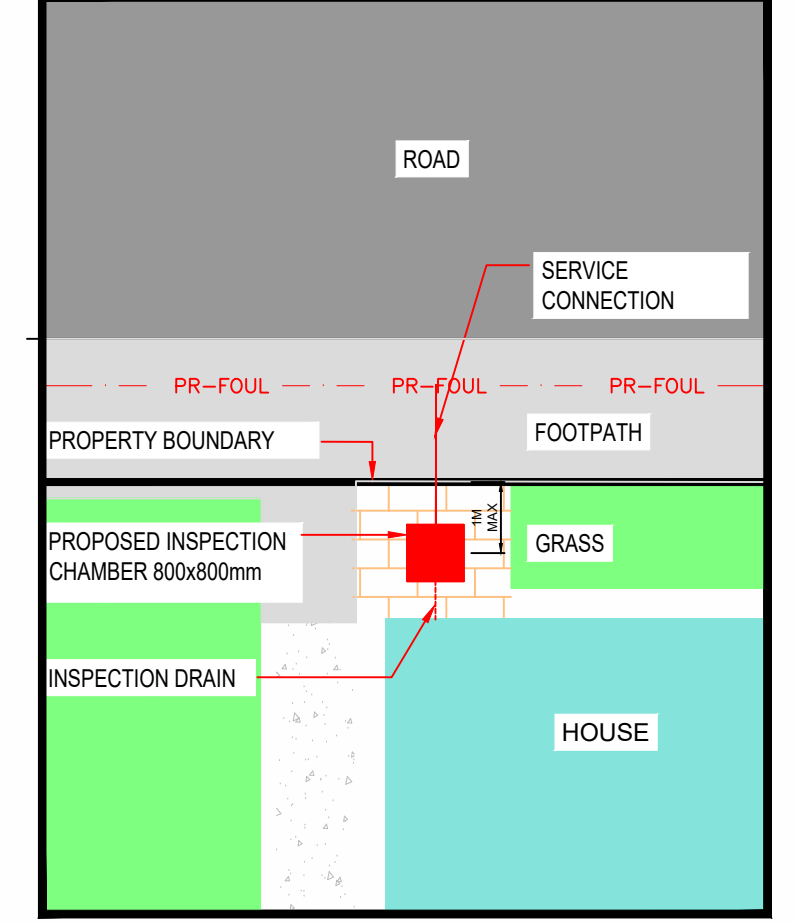 ROAD
SERVICE
CONNECTION
PR-FOUL PR-FOUL PR-FOUL
PROPERTY BOUNDARY
FOOTPATH
1M
MAX
PROPOSED INSPECTION
CHAMBER 800x800mm
GRASS
INSPECTION DRAIN
HOUSE